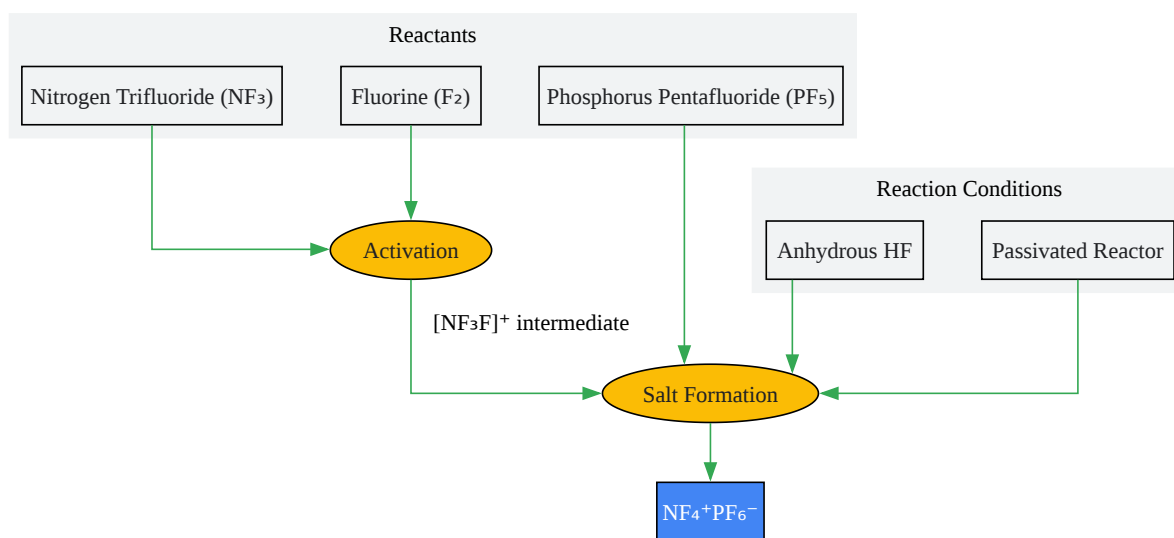 Reactants
Nitrogen Trifluoride (NF₃)
Fluorine (F₂)
Phosphorus Pentafluoride (PF₅)
Reaction Conditions
Anhydrous HF
Passivated Reactor
Activation
[NF₃F]⁺ intermediate
Salt Formation
NF₄⁺PF₆⁻